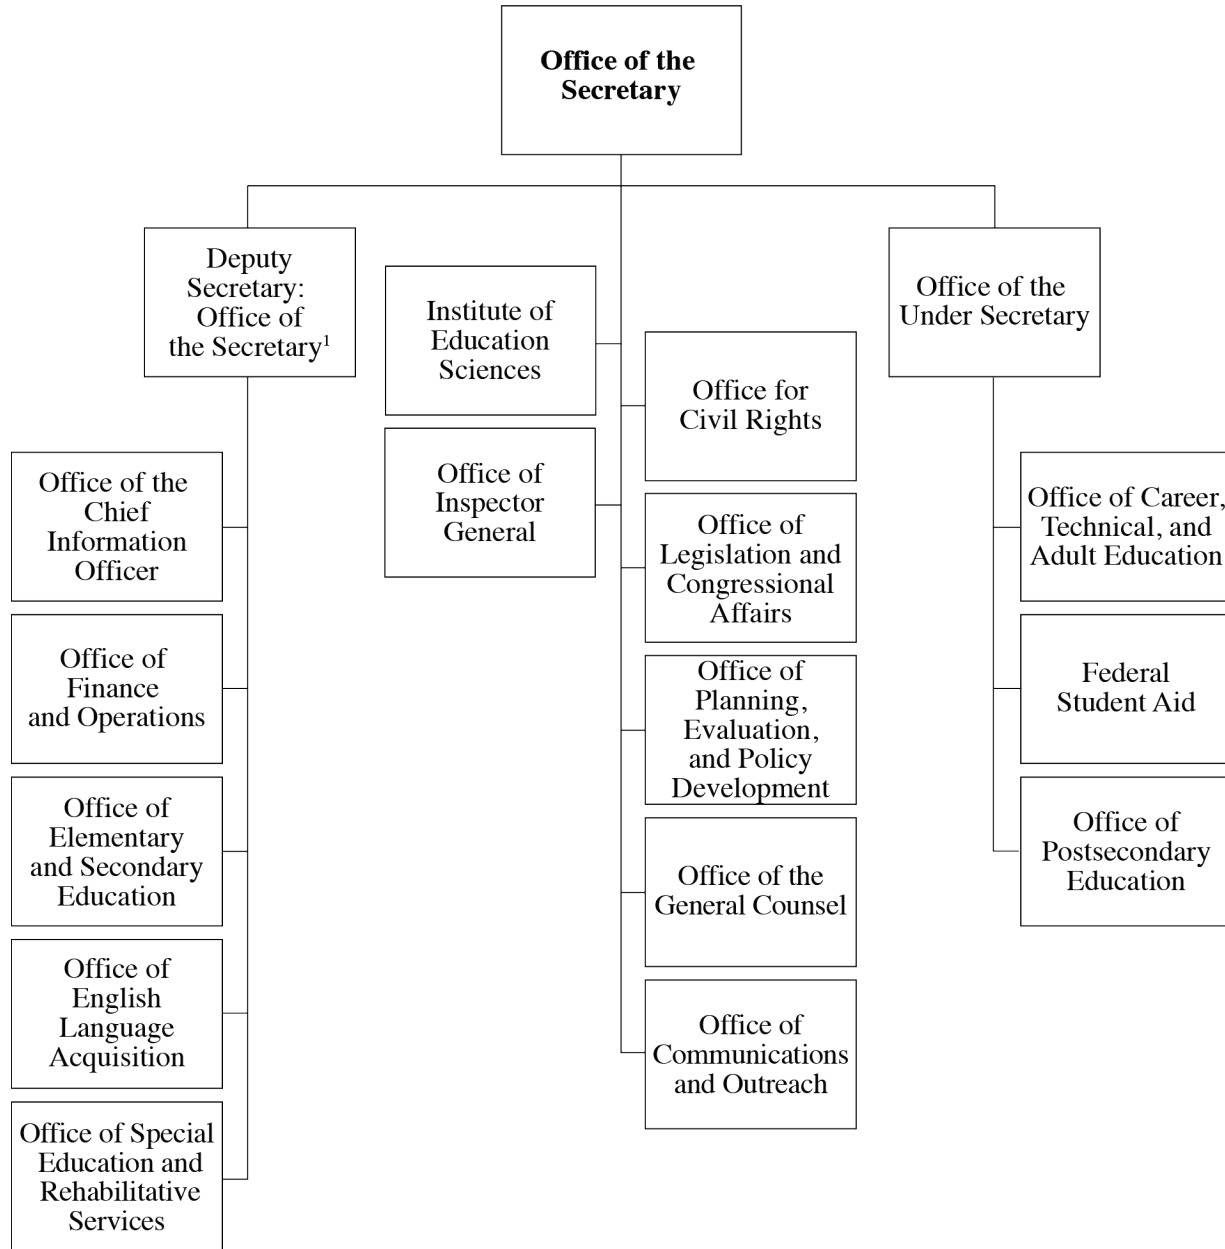 Office of the
Secretary
Deputy
Secretary:
Office of
the Secretary¹
Institute of
Education
Sciences
Office of the
Under Secretary
Office for
Civil Rights
Office of
Inspector
General
Office of the
Chief
Information
Officer
Office of
Legislation and
Congressional
Affairs
Office of Career,
Technical, and
Adult Education
Office of
Finance
and Operations
Office of
Planning,
Evaluation,
and Policy
Development
Federal
Student Aid
Office of
Elementary
and Secondary
Education
Office of the
General Counsel
Office of
Postsecondary
Education
Office of
English
Language
Acquisition
Office of
Communications
and Outreach
Office of Special
Education and
Rehabilitative
Services